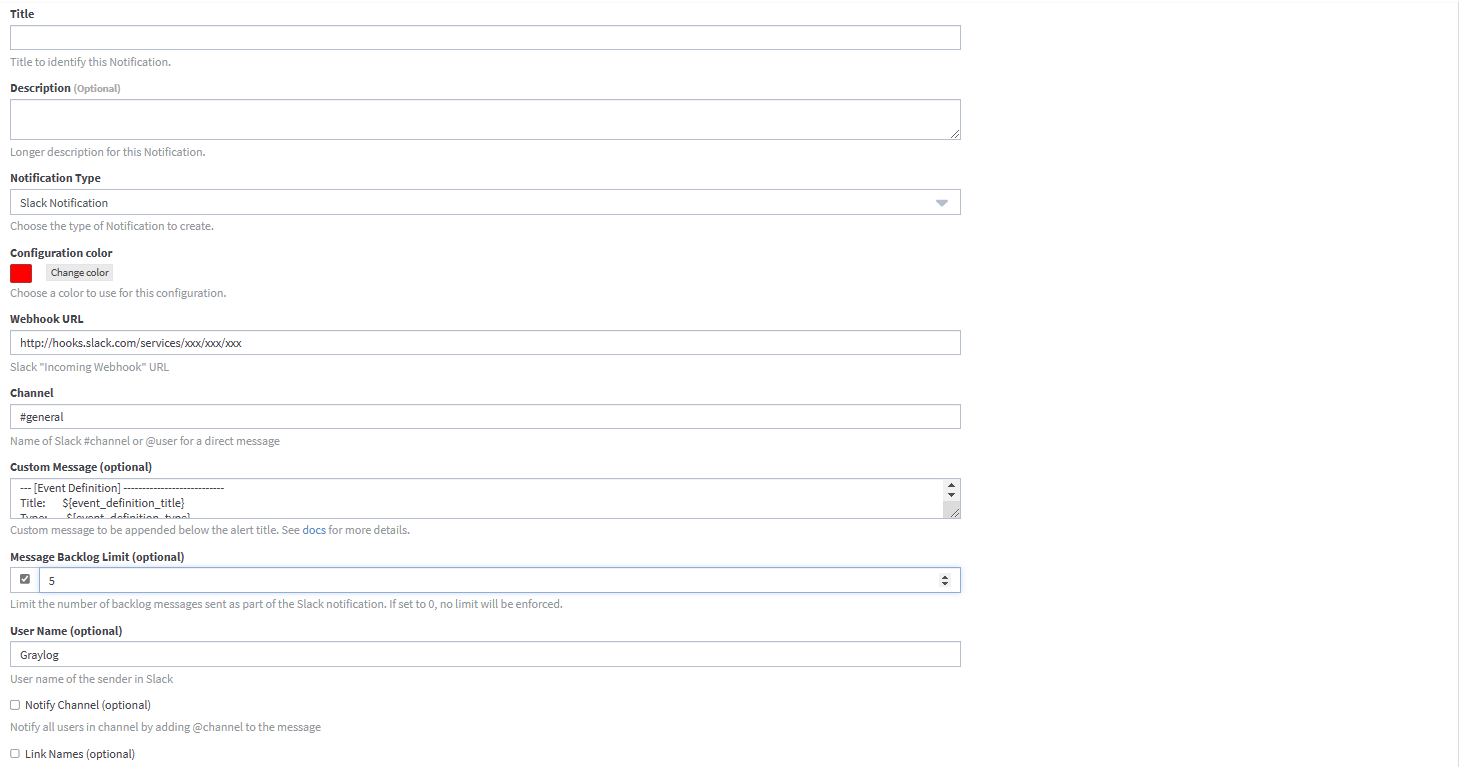 Title
Title to identify this Notification.
Description (Optional)
Longer description for this Notification.
Notification Type
Slack Notification
Choose the type of Notification to create.
Configuration color
Change color
Choose a color to use for this configuration.
Webhook URL
http://hooks.slack.com/services/xxx/xxx/xxx
Slack "Incoming Webhook" URL
Channel
#general
Name of Slack #channel or @user for a direct message
Custom Message (optional)
--- [Event Definition] ---------------------------
Title: ${event_definition_title}
Type: ${event_definition_type}
Custom message to be appended below the alert title. See docs for more details.
Message Backlog Limit (optional)
5
Limit the number of backlog messages sent as part of the Slack notification. If set to 0, no limit will be enforced.
User Name (optional)
Graylog
User name of the sender in Slack
Notify Channel (optional)
Notify all users in channel by adding @channel to the message
Link Names (optional)